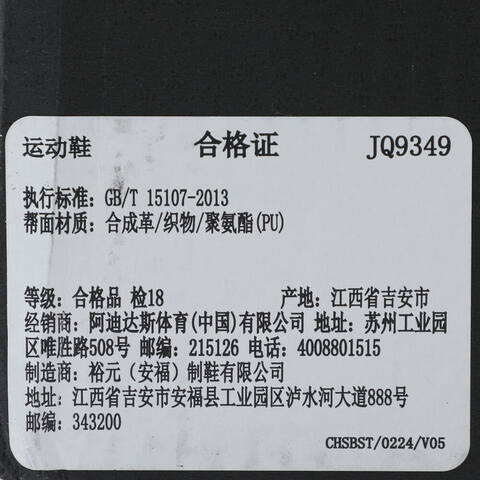 运动鞋 合格证 JQ9349
执行标准: GB/T 15107-2013
帮面材质: 合成革/织物/聚氨酯(PU)
等级: 合格品 检18 产地: 江西省吉安市
经销商: 阿迪达斯体育(中国)有限公司 地址: 苏州工业园
区唯胜路508号 邮编: 215126 电话: 4008801515
制造商: 裕元 (安福) 制鞋有限公司
地址: 江西省吉安市安福县工业园区泸水河大道888号
邮编: 343200
CHSBST/0224/V05